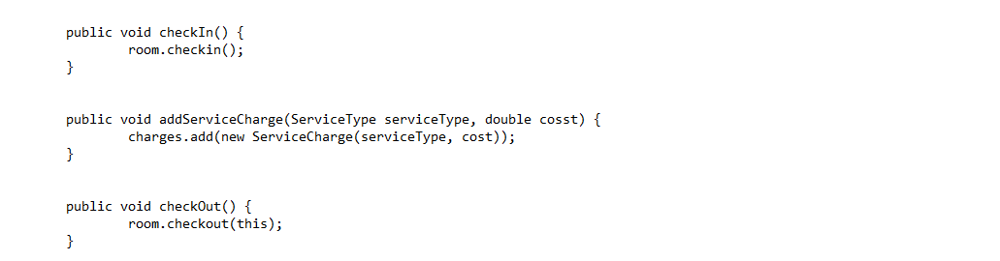 public void checkIn() {
room.checkin();
}
public void addServiceCharge(ServiceType serviceType, double cosst) {
charges.add(new ServiceCharge(serviceType, cost));
}
public void checkOut() {
room.checkout(this);
}